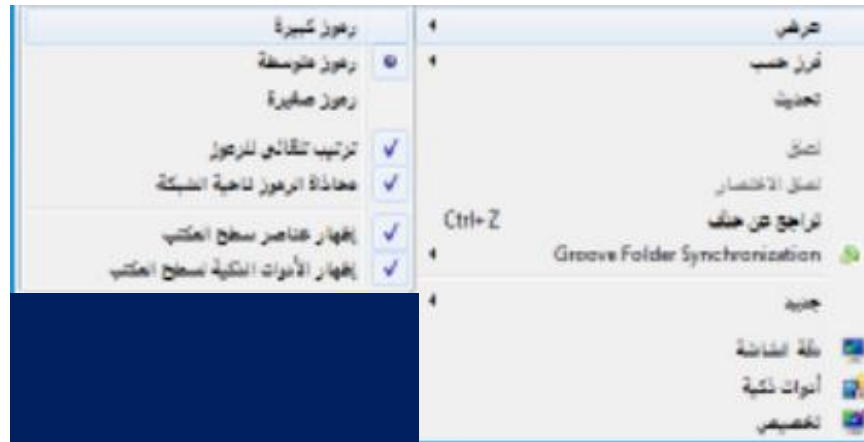 عرض
فرز حسب
تحديث
لصق
لصق الاختصار
تراجع عن حذف Ctrl+Z
Groove Folder Synchronization
جديد
دقة الشاشة
أدوات ذكية
تخصيص
رموز كبيرة
رموز متوسطة
رموز صغيرة
ترتيب تلقائي للرموز
محاذاة الرموز ناحية الشبكة
إظهار عناصر سطح المكتب
إظهار الأدوات الذكية لسطح المكتب